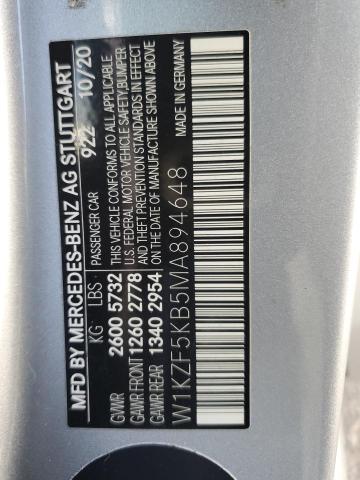 MFD BY MERCEDES-BENZ AG STUTTGART
922 10/20
KG LBS
PASSENGER CAR
GVWR 2600 5732
GAWR FRONT 1260 2778
GAWR REAR 1340 2954
THIS VEHICLE CONFORMS TO ALL APPLICABLE
U.S. FEDERAL MOTOR VEHICLE SAFETY, BUMPER
AND THEFT PREVENTION STANDARDS IN EFFECT
ON THE DATE OF MANUFACTURE SHOWN ABOVE
MADE IN GERMANY
W1KZF5KB5MA894648